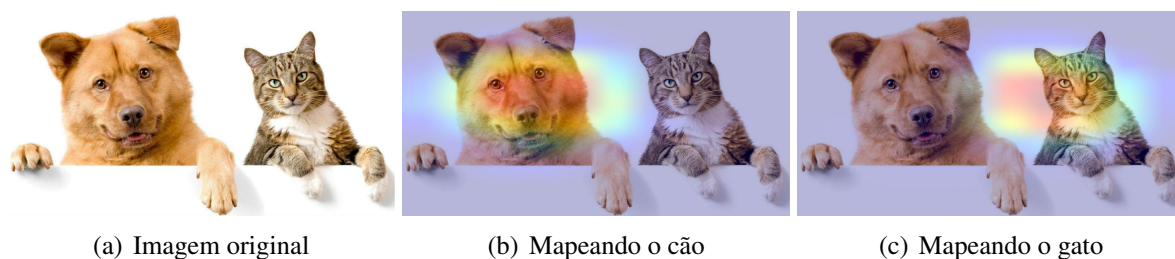 (a) Imagem original
(b) Mapeando o cão
(c) Mapeando o gato